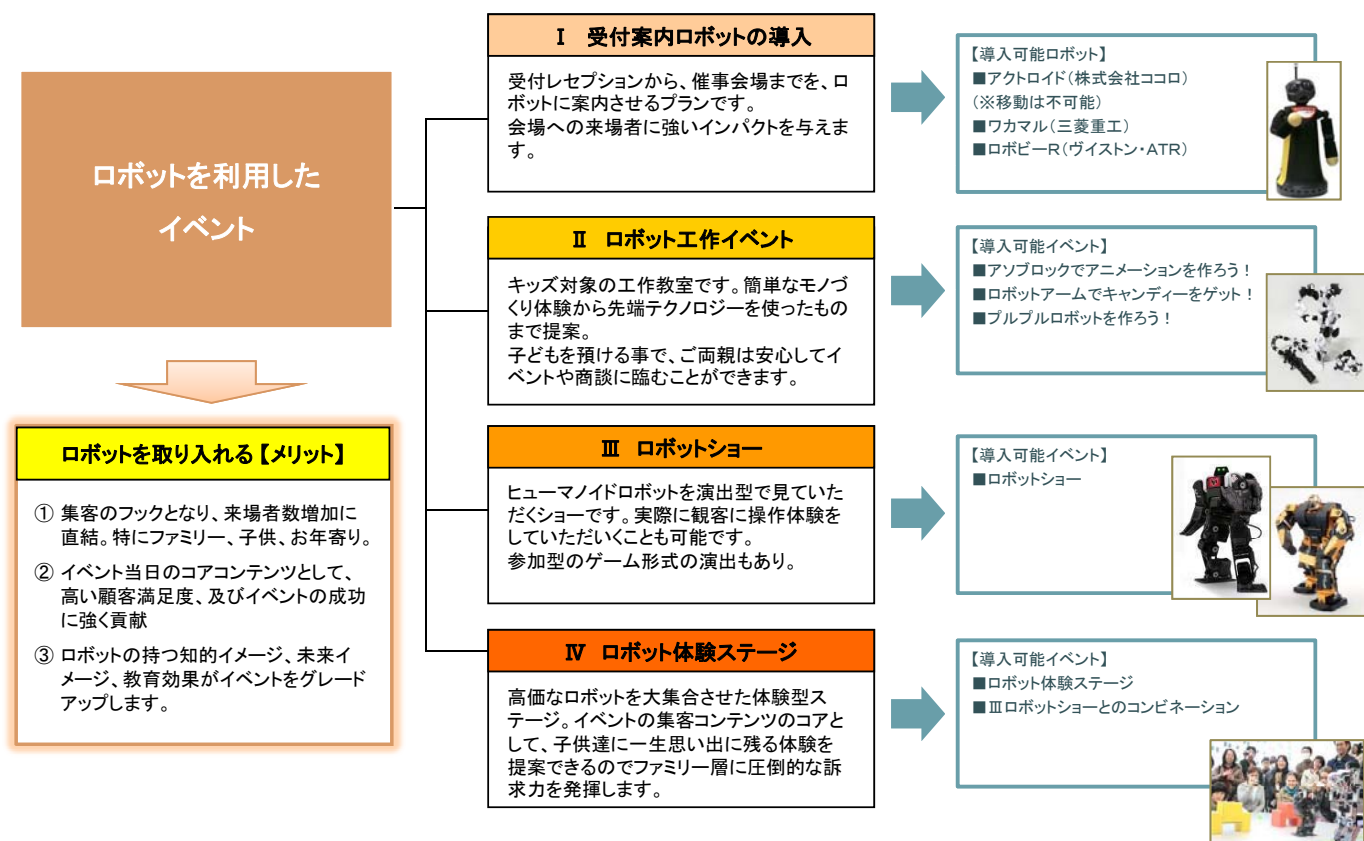 ロボットを利用した
イベント
ロボットを取り入れる【メリット】
① 集客のフックとなり、来場者数増加に
直結。特にファミリー、子供、お年寄り。
② イベント当日のコアコンテンツとして、
高い顧客満足度、及びイベントの成功
に強く貢献
③ ロボットの持つ知的イメージ、未来イ
メージ、教育効果がイベントをグレード
アップします。
Ⅰ 受付案内ロボットの導入
受付レセプションから、催事会場までを、ロ
ボットに案内させるプランです。
会場への来場者に強いインパクトを与えま
す。
【導入可能ロボット】
■アクトロイド(株式会社ココロ)
(※移動は不可能)
■ワカマル(三菱重工)
■ロボビーR(ヴイストン・ATR)
Ⅱ ロボット工作イベント
キッズ対象の工作教室です。簡単なモノづ
くり体験から先端テクノロジーを使ったもの
まで提案。
子どもを預ける事で、ご両親は安心してイ
ベントや商談に臨むことができます。
【導入可能イベント】
■アソブロックでアニメーションを作ろう!
■ロボットアームでキャンディーをゲット!
■プルプルロボットを作ろう!
Ⅲ ロボットショー
ヒューマノイドロボットを演出型で見ていた
だくショーです。実際に観客に操作体験を
していただいくことも可能です。
参加型のゲーム形式の演出もあり。
【導入可能イベント】
■ロボットショー
Ⅳ ロボット体験ステージ
高価なロボットを大集合させた体験型ス
テージ。イベントの集客コンテンツのコアと
して、子供達に一生思い出に残る体験を
提案できるのでファミリー層に圧倒的な訴
求力を発揮します。
【導入可能イベント】
■ロボット体験ステージ
■Ⅲロボットショーとのコンビネーション